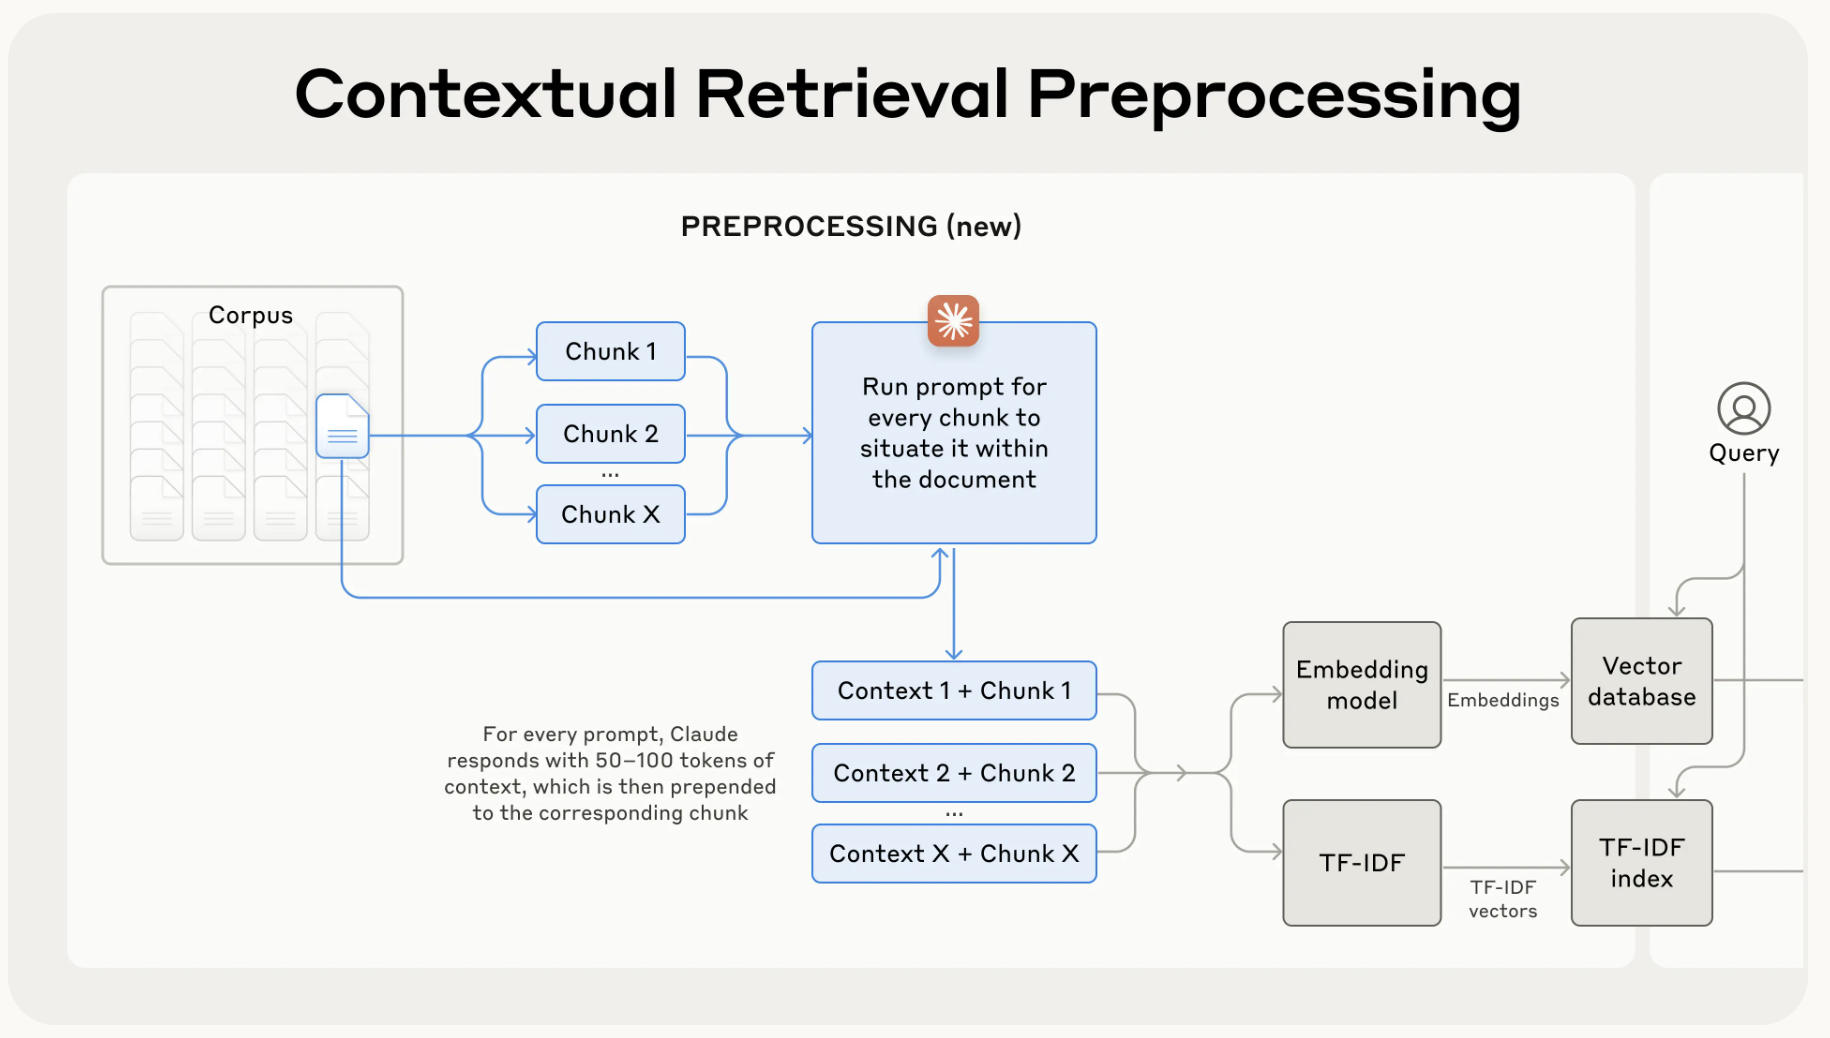 Contextual Retrieval Preprocessing
PREPROCESSING (new)
Corpus
Chunk 1
Chunk 2
...
Chunk X
Run prompt for
every chunk to
situate it within
the document
Query
Context 1 + Chunk 1
Context 2 + Chunk 2
...
Context X + Chunk X
For every prompt, Claude
responds with 50–100 tokens of
context, which is then prepended
to the corresponding chunk
Embedding
model
Embeddings
Vector
database
TF-IDF
TF-IDF
vectors
TF-IDF
index